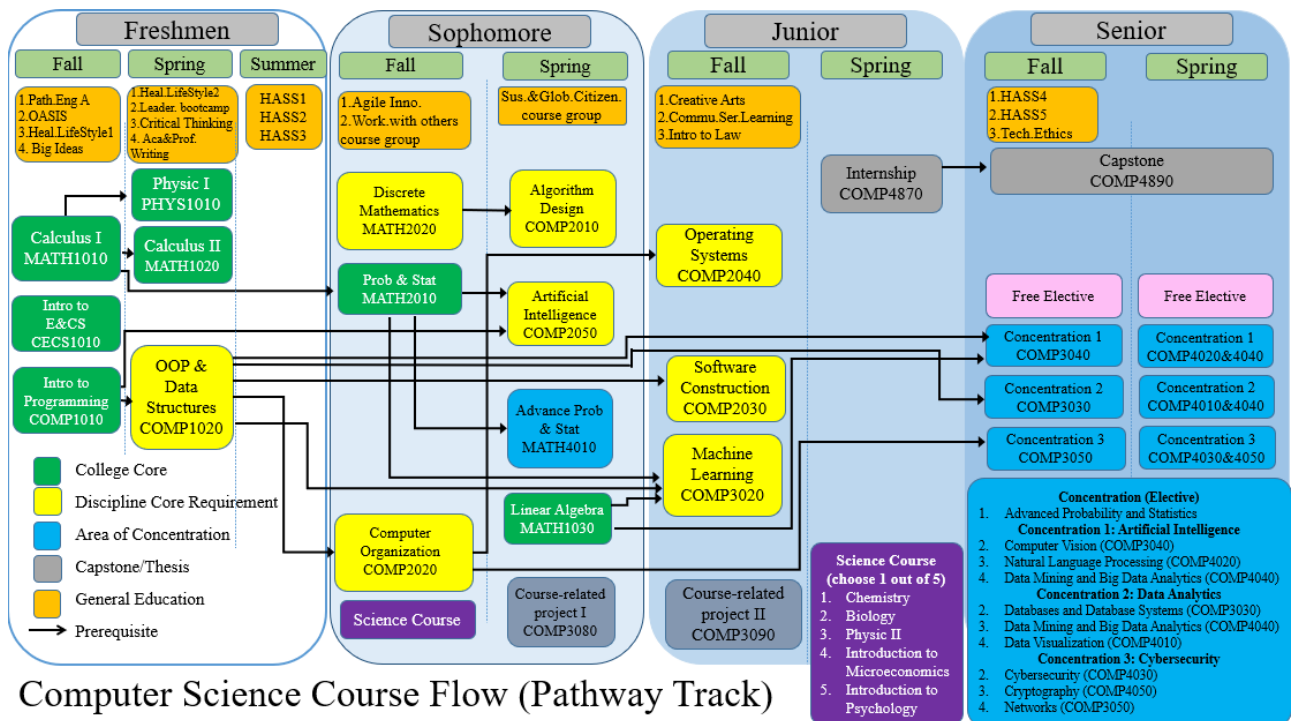 Freshmen
Fall
Spring
Summer
1.Path.Eng A
2.OASIS
3.Heal.LifeStyle1
4. Big Ideas
1.Heal.LifeStyle2
2.Leader. bootcamp
3.Critical Thinking
4. Aca&Prof.
Writing
HASS1
HASS2
HASS3
Physic I
PHYS1010
Calculus I
MATH1010
Calculus II
MATH1020
Intro to
E&CS
CECS1010
Intro to
Programming
COMP1010
OOP &
Data
Structures
COMP1020
College Core
Discipline Core Requirement
Area of Concentration
Capstone/Thesis
General Education
Prerequisite
Sophomore
Fall
Spring
1.Agile Inno.
2.Work.with others
course group
Sus.&Glob.Citizen.
course group
Discrete
Mathematics
MATH2020
Algorithm
Design
COMP2010
Prob & Stat
MATH2010
Artificial
Intelligence
COMP2050
Advance Prob
& Stat
MATH4010
Linear Algebra
MATH1030
Computer
Organization
COMP2020
Science Course
Course-related
project I
COMP3080
Junior
Fall
Spring
1.Creative Arts
2.Commu.Ser.Learning
3.Intro to Law
Internship
COMP4870
Operating
Systems
COMP2040
Software
Construction
COMP2030
Machine
Learning
COMP3020
Course-related
project II
COMP3090
Science Course
(choose 1 out of 5)
1. Chemistry
2. Biology
3. Physic II
4. Introduction to
Microeconomics
5. Introduction to
Psychology
Senior
Fall
Spring
1.HASS4
2.HASS5
3.Tech.Ethics
Capstone
COMP4890
Free Elective
Free Elective
Concentration 1
COMP3040
Concentration 1
COMP4020&4040
Concentration 2
COMP3030
Concentration 2
COMP4010&4040
Concentration 3
COMP3050
Concentration 3
COMP4030&4050
Concentration (Elective)
1. Advanced Probability and Statistics
Concentration 1: Artificial Intelligence
2. Computer Vision (COMP3040)
3. Natural Language Processing (COMP4020)
4. Data Mining and Big Data Analytics (COMP4040)
Concentration 2: Data Analytics
2. Databases and Database Systems (COMP3030)
3. Data Mining and Big Data Analytics (COMP4040)
4. Data Visualization (COMP4010)
Concentration 3: Cybersecurity
2. Cybersecurity (COMP4030)
3. Cryptography (COMP4050)
4. Networks (COMP3050)
Computer Science Course Flow (Pathway Track)